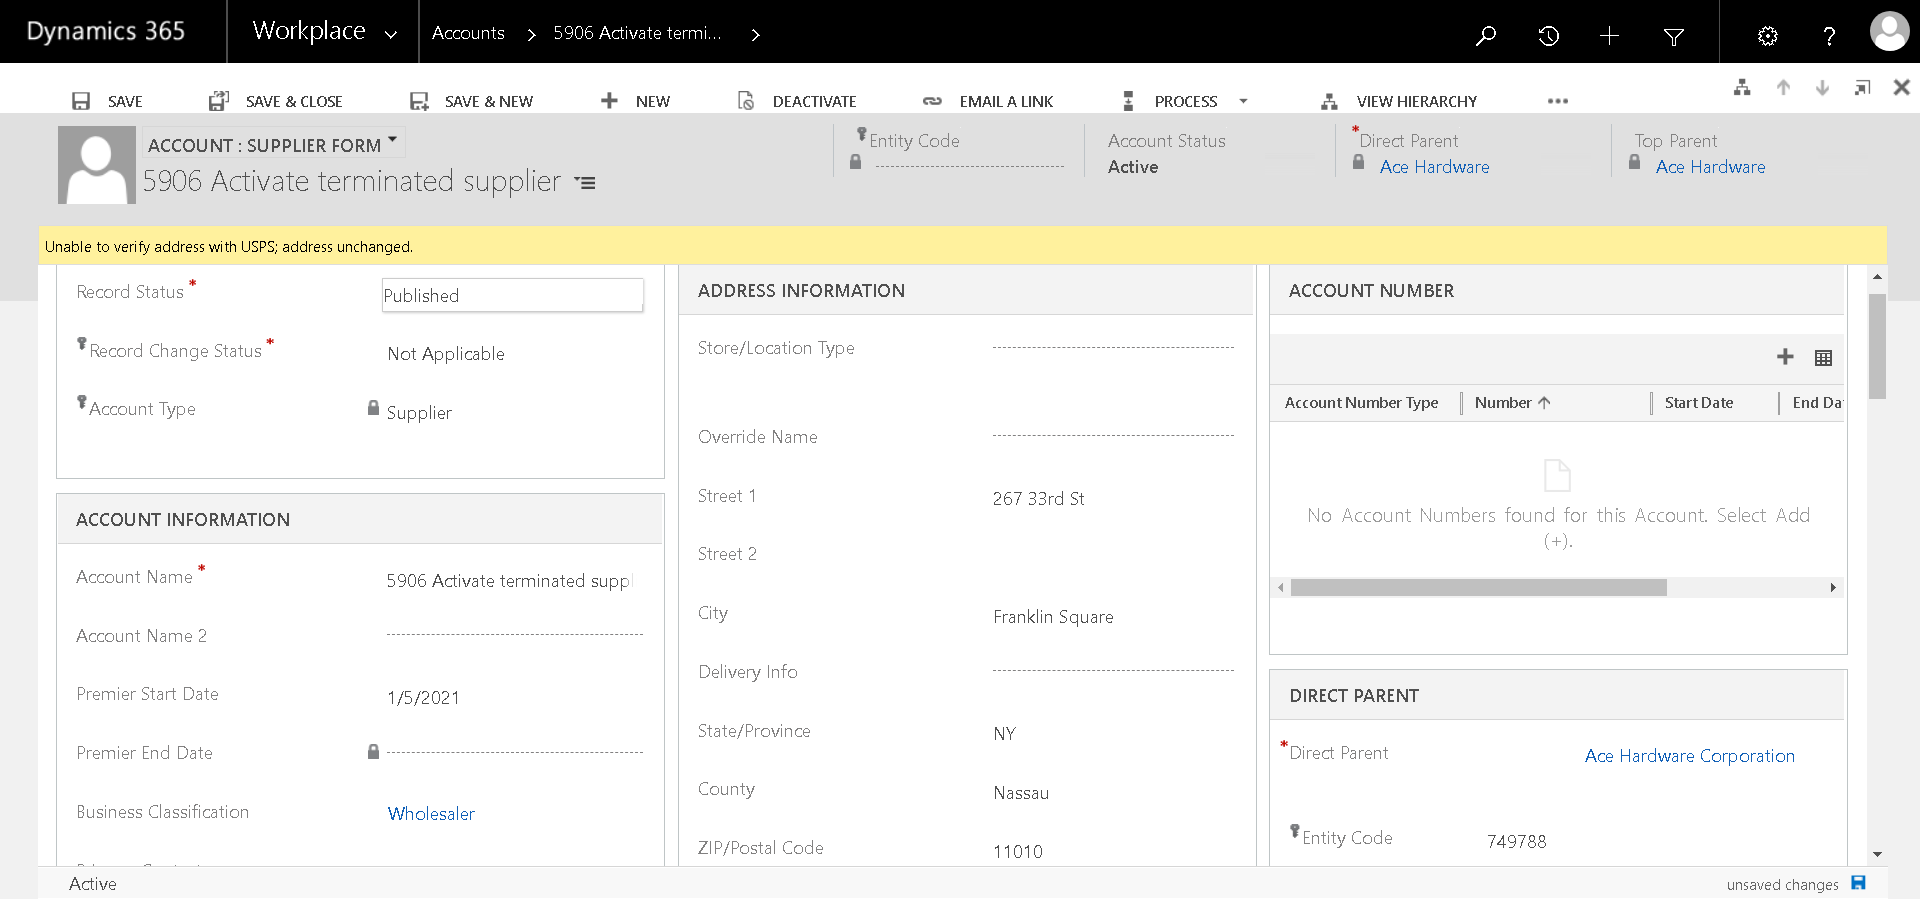 Dynamics 365
Workplace
Accounts
5906 Activate termi...
?
SAVE
SAVE & CLOSE
SAVE & NEW
NEW
DEACTIVATE
EMAIL A LINK
PROCESS
VIEW HIERARCHY
ACCOUNT : SUPPLIER FORM
5906 Activate terminated supplier
Entity Code
Account Status
Active
*Direct Parent
Ace Hardware
Top Parent
Ace Hardware
Unable to verify address with USPS; address unchanged.
Record Status *
Published
Record Change Status *
Not Applicable
Account Type
Supplier
ACCOUNT INFORMATION
Account Name *
5906 Activate terminated suppl
Account Name 2
Premier Start Date
1/5/2021
Premier End Date
Business Classification
Wholesaler
ADDRESS INFORMATION
Store/Location Type
Override Name
Street 1
267 33rd St
Street 2
City
Franklin Square
Delivery Info
State/Province
NY
County
Nassau
ZIP/Postal Code
11010
ACCOUNT NUMBER
Account Number Type
Number
Start Date
End Da
No Account Numbers found for this Account. Select Add
(+).
DIRECT PARENT
*Direct Parent
Ace Hardware Corporation
Entity Code
749788
Active
unsaved changes